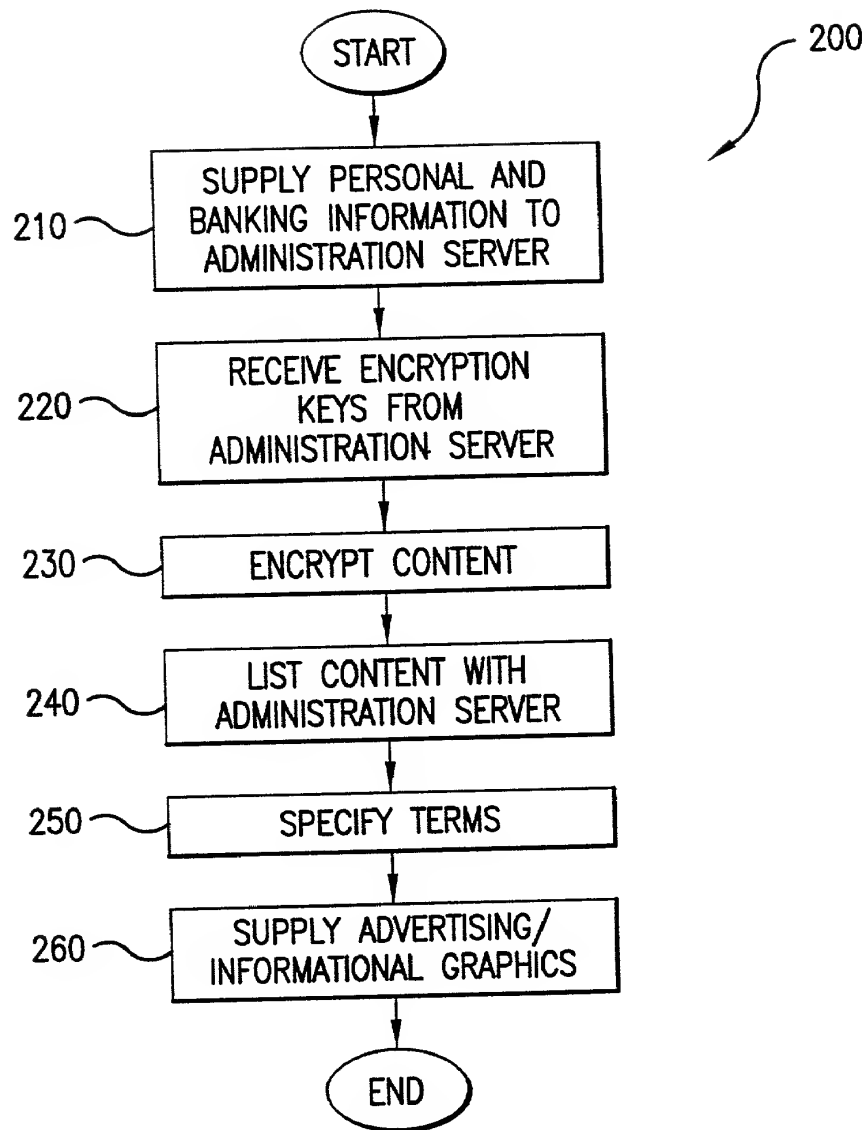 START
200
210
SUPPLY PERSONAL AND
BANKING INFORMATION TO
ADMINISTRATION SERVER
220
RECEIVE ENCRYPTION
KEYS FROM
ADMINISTRATION SERVER
230
ENCRYPT CONTENT
240
LIST CONTENT WITH
ADMINISTRATION SERVER
250
SPECIFY TERMS
260
SUPPLY ADVERTISING/
INFORMATIONAL GRAPHICS
END